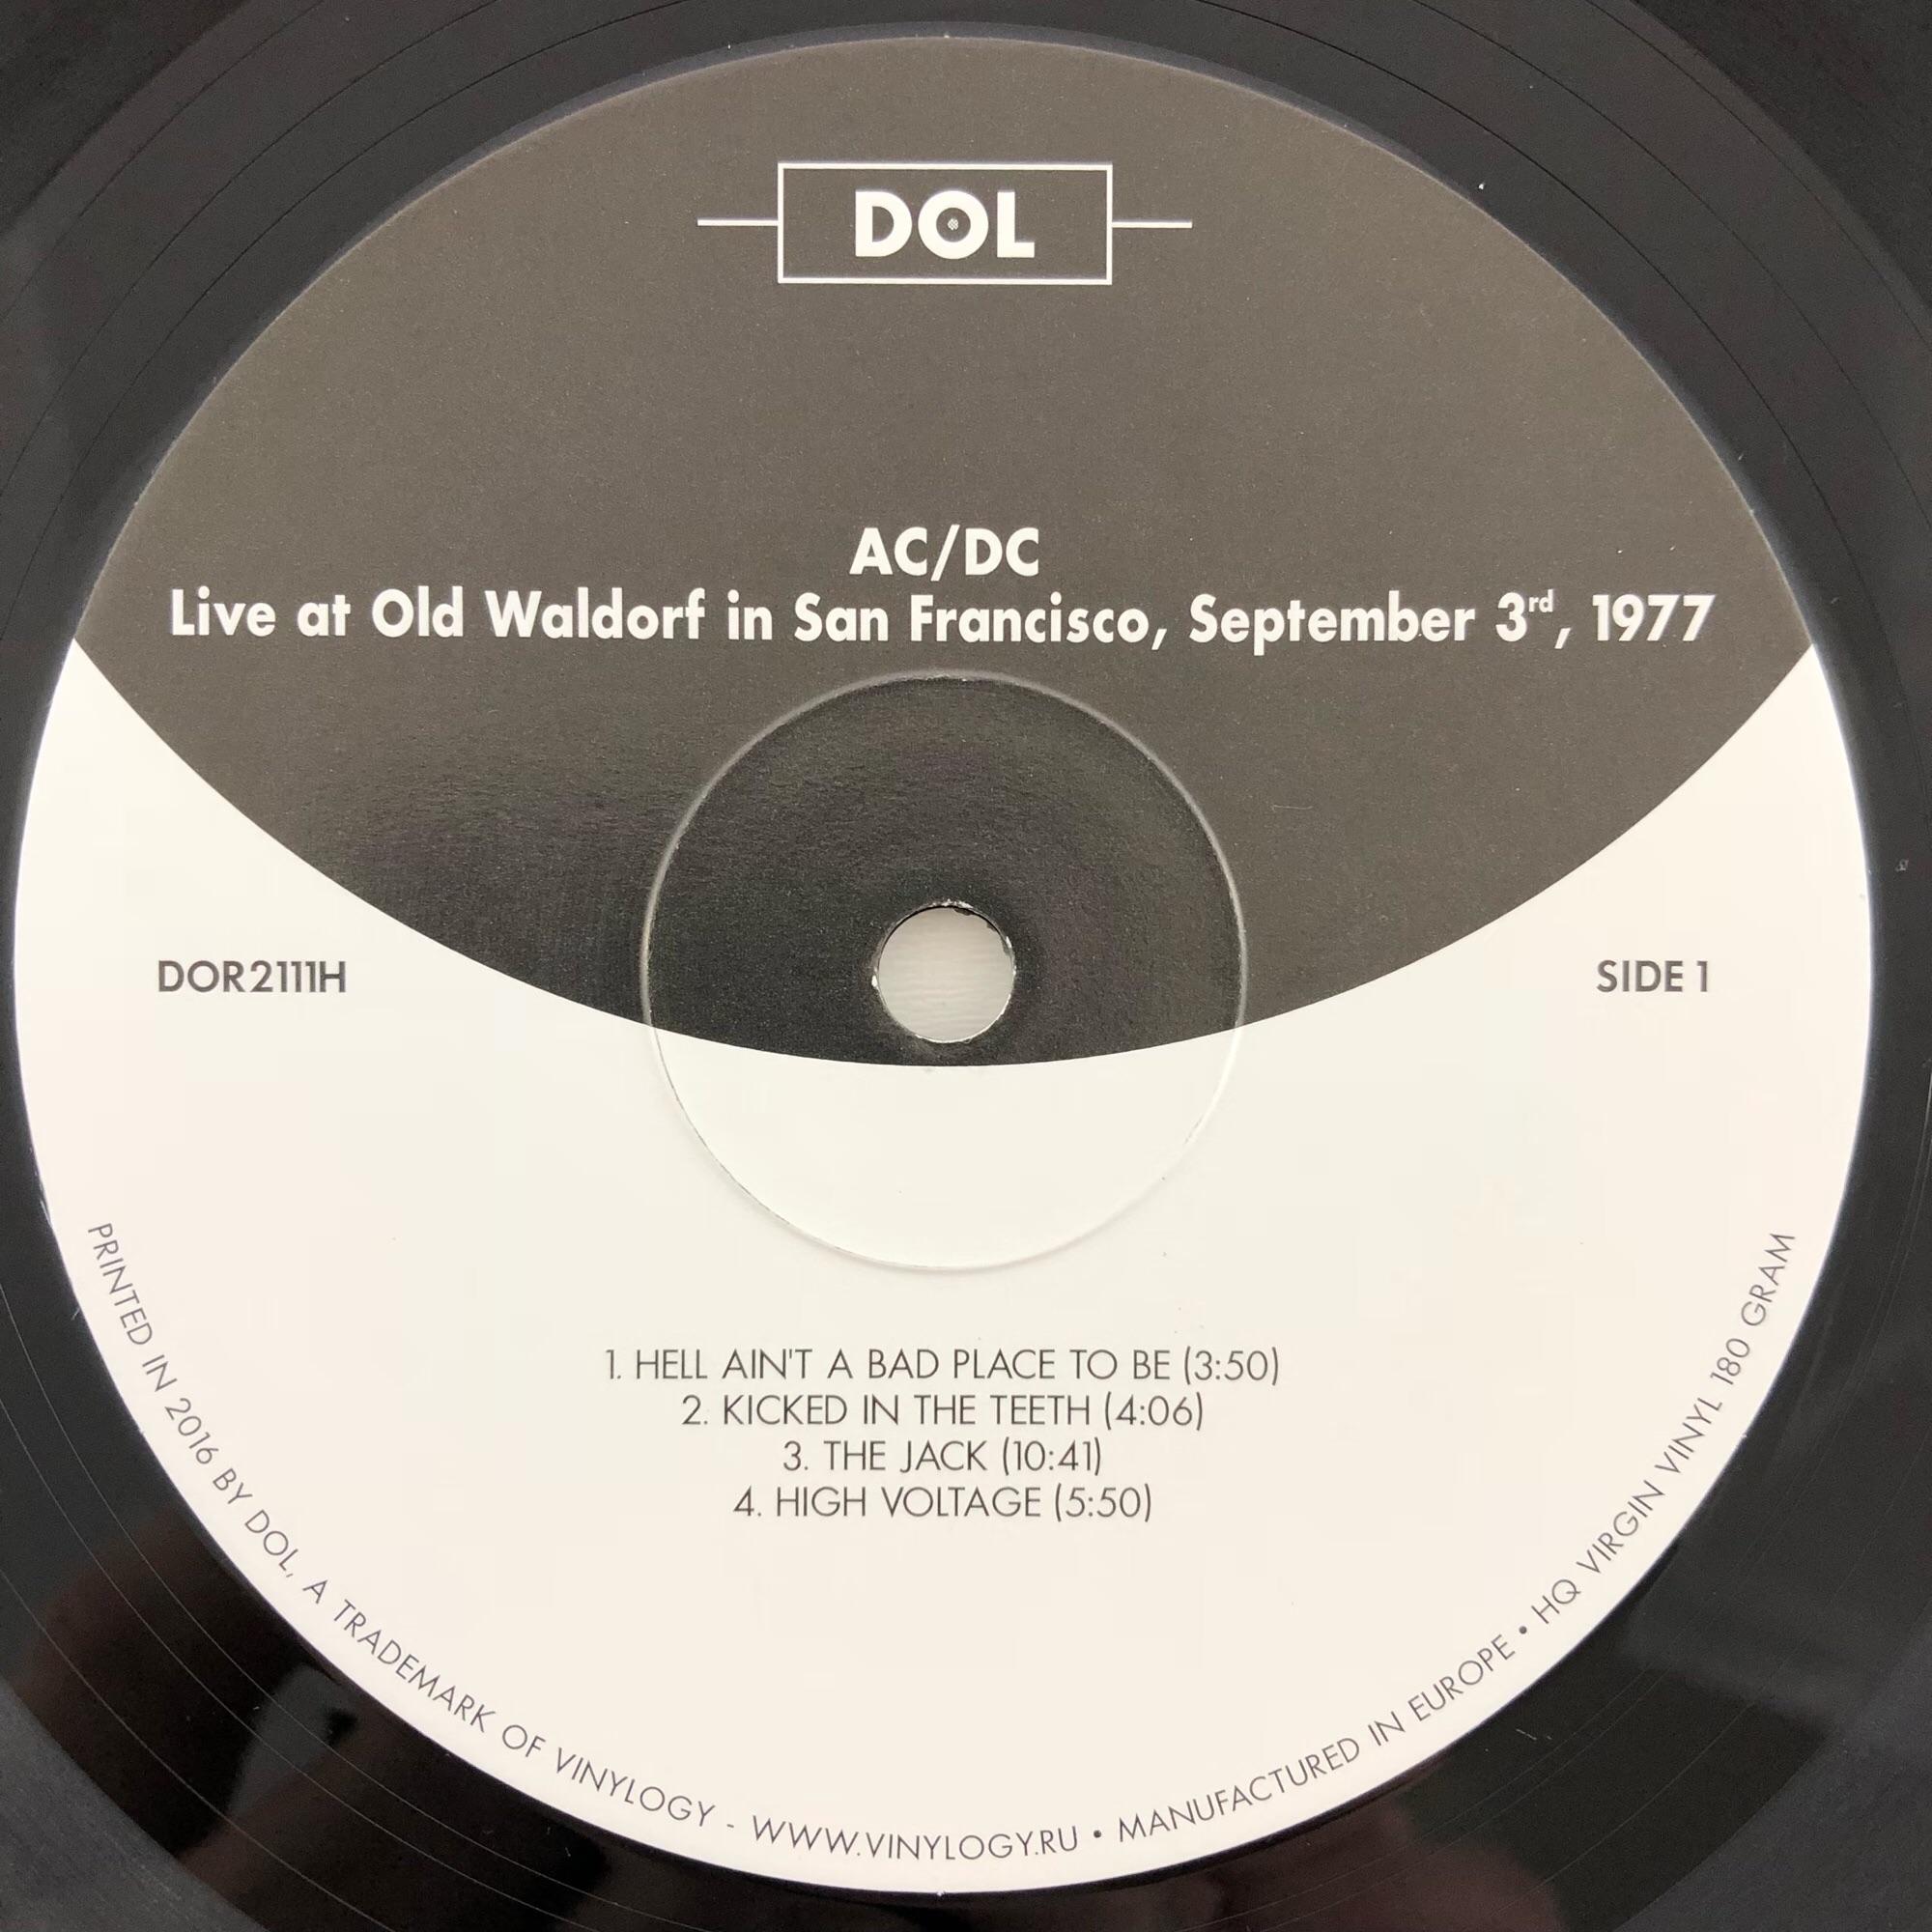 DOL
AC/DC
Live at Old Waldorf in San Francisco, September 3rd, 1977
DOR2111H
SIDE 1
1. HELL AIN'T A BAD PLACE TO BE (3:50)
2. KICKED IN THE TEETH (4:06)
3. THE JACK (10:41)
4. HIGH VOLTAGE (5:50)
PRINTED IN 2016 BY DOL, A TRADEMARK OF VINYLOGY - WWW.VINYLOGY.RU • MANUFACTURED IN EUROPE • HQ VIRGIN VINYL 180 GRAM